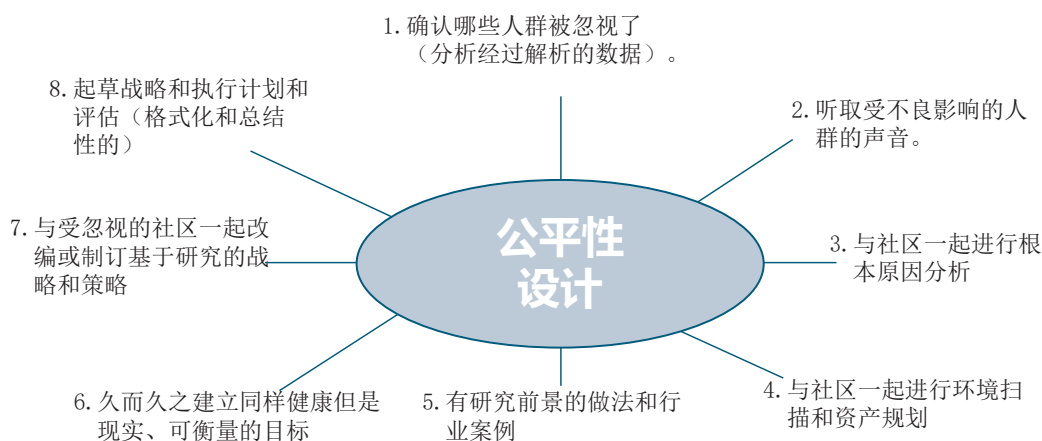 1. 确认哪些人群被忽视了
（分析经过解析的数据）。
2. 听取受不良影响的人
群的声音。
3. 与社区一起进行根
本原因分析
4. 与社区一起进行环境扫
描和资产规划
5. 有研究前景的做法和行
业案例
6. 久而久之建立同样健康但是
现实、可衡量的目标
7. 与受忽视的社区一起改
编或制订基于研究的战
略和策略
8. 起草战略和执行计划和
评估（格式化和总结
性的）
公平性
设计